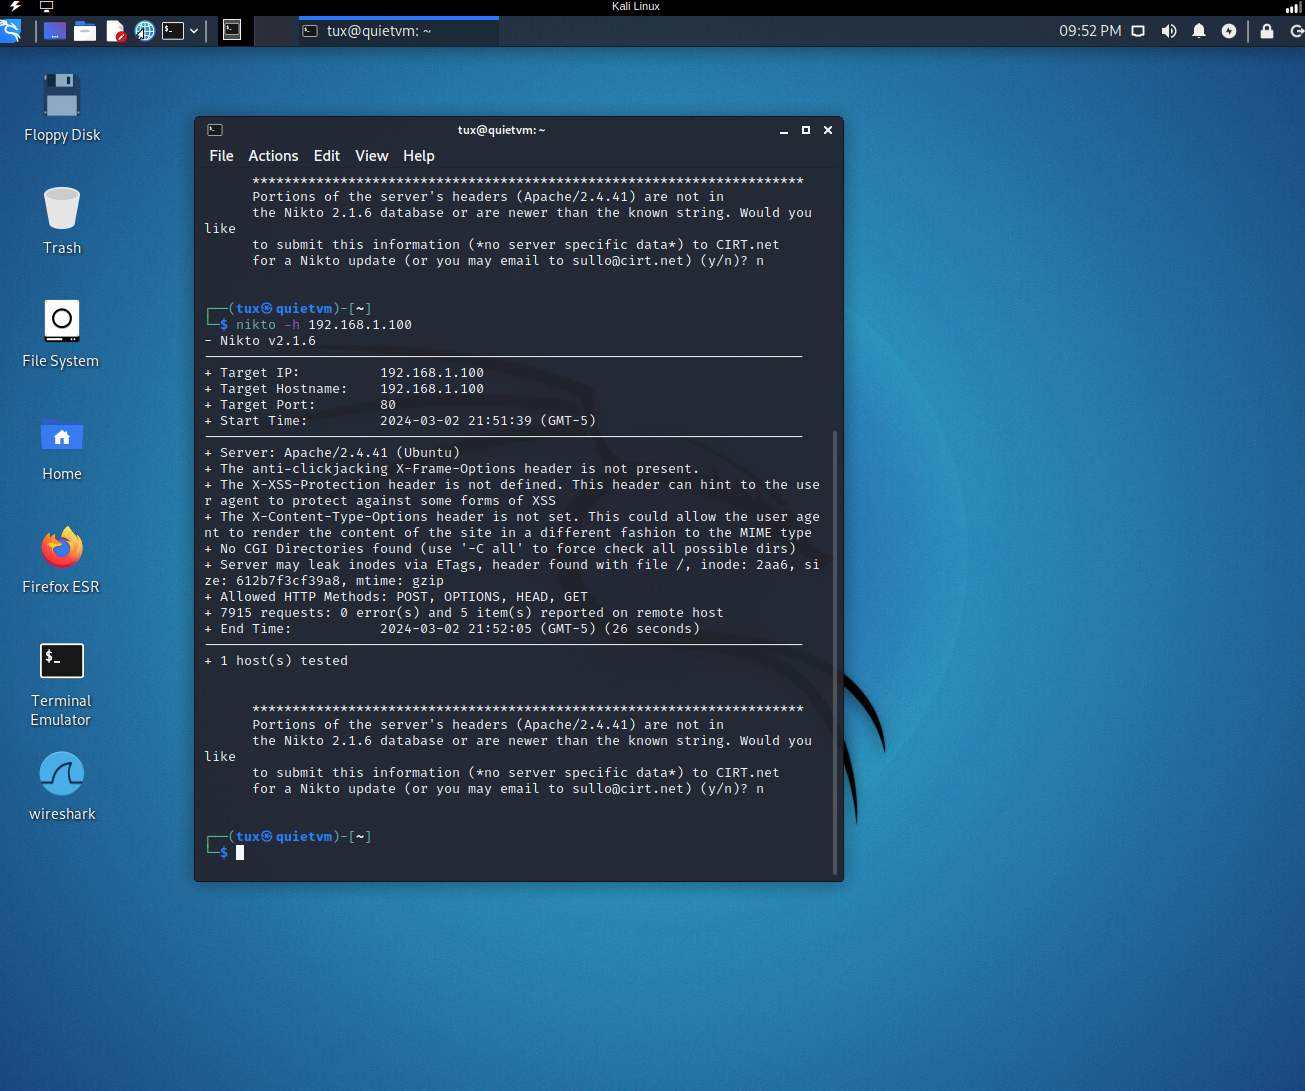 Kali Linux
tux@quietvm: ~
09:52 PM
Floppy Disk
Trash
File System
Home
Firefox ESR
Terminal
Emulator
wireshark
tux@quietvm: ~
File Actions Edit View Help
*********************************************************************
Portions of the server's headers (Apache/2.4.41) are not in
the Nikto 2.1.6 database or are newer than the known string. Would you
like
to submit this information (*no server specific data*) to CIRT.net
for a Nikto update (or you may email to sullo@cirt.net) (y/n)? n
┌──(tux㉿quietvm)-[~]
└─$ nikto -h 192.168.1.100
- Nikto v2.1.6
+ Target IP: 192.168.1.100
+ Target Hostname: 192.168.1.100
+ Target Port: 80
+ Start Time: 2024-03-02 21:51:39 (GMT-5)
+ Server: Apache/2.4.41 (Ubuntu)
+ The anti-clickjacking X-Frame-Options header is not present.
+ The X-XSS-Protection header is not defined. This header can hint to the use
r agent to protect against some forms of XSS
+ The X-Content-Type-Options header is not set. This could allow the user age
nt to render the content of the site in a different fashion to the MIME type
+ No CGI Directories found (use '-C all' to force check all possible dirs)
+ Server may leak inodes via ETags, header found with file /, inode: 2aa6, si
ze: 612b7f3cf39a8, mtime: gzip
+ Allowed HTTP Methods: POST, OPTIONS, HEAD, GET
+ 7915 requests: 0 error(s) and 5 item(s) reported on remote host
+ End Time: 2024-03-02 21:52:05 (GMT-5) (26 seconds)
+ 1 host(s) tested
*********************************************************************
Portions of the server's headers (Apache/2.4.41) are not in
the Nikto 2.1.6 database or are newer than the known string. Would you
like
to submit this information (*no server specific data*) to CIRT.net
for a Nikto update (or you may email to sullo@cirt.net) (y/n)? n
┌──(tux㉿quietvm)-[~]
└─$